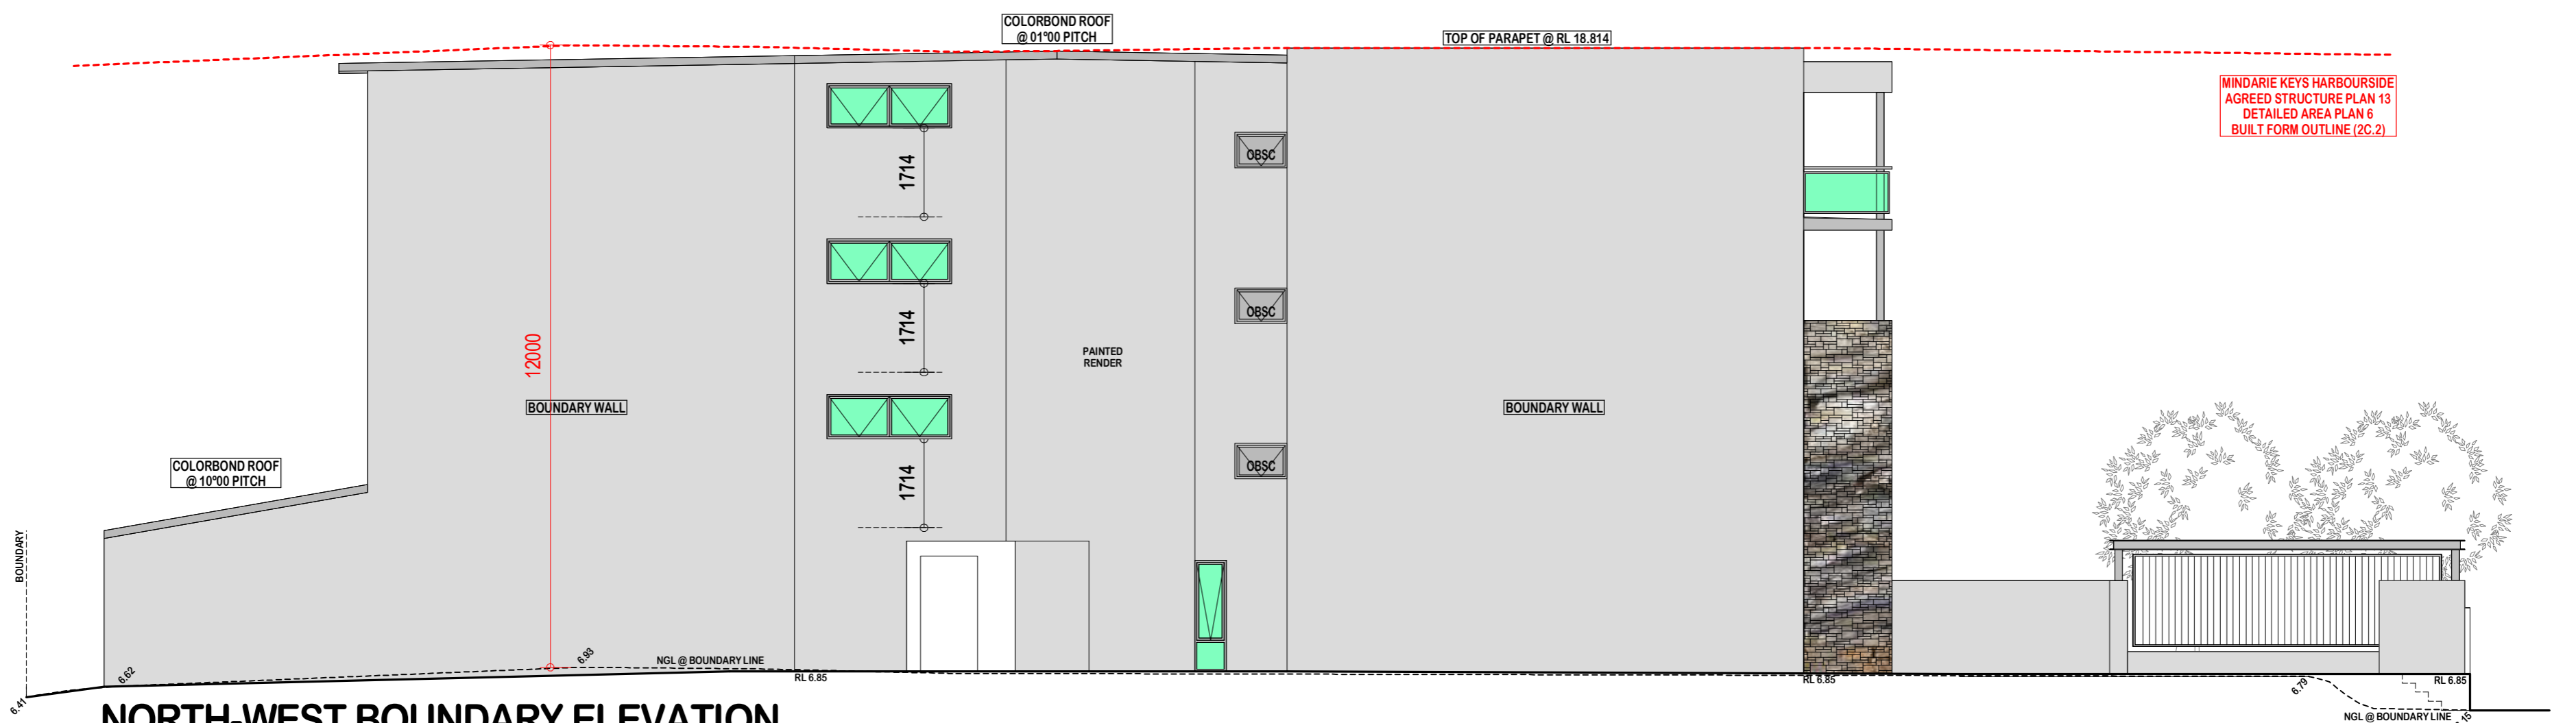 COLORBOND ROOF
@ 01°00 PITCH
TOP OF PARAPET @ RL 18.814
MINDARIE KEYS HARBOURSIDE
AGREED STRUCTURE PLAN 13
DETAILED AREA PLAN 6
BUILT FORM OUTLINE (2C.2)
OBSC
1714
OBSC
1714
12000
PAINTED
RENDER
BOUNDARY WALL
BOUNDARY WALL
OBSC
1714
COLORBOND ROOF
@ 10°00 PITCH
BOUNDARY
6.93
NGL @ BOUNDARY LINE
6.62
RL 6.85
RL 6.85
RL 6.85
6.79
6.41
NORTH-WEST BOUNDARY ELEVATION
NGL @ BOUNDARY LINE